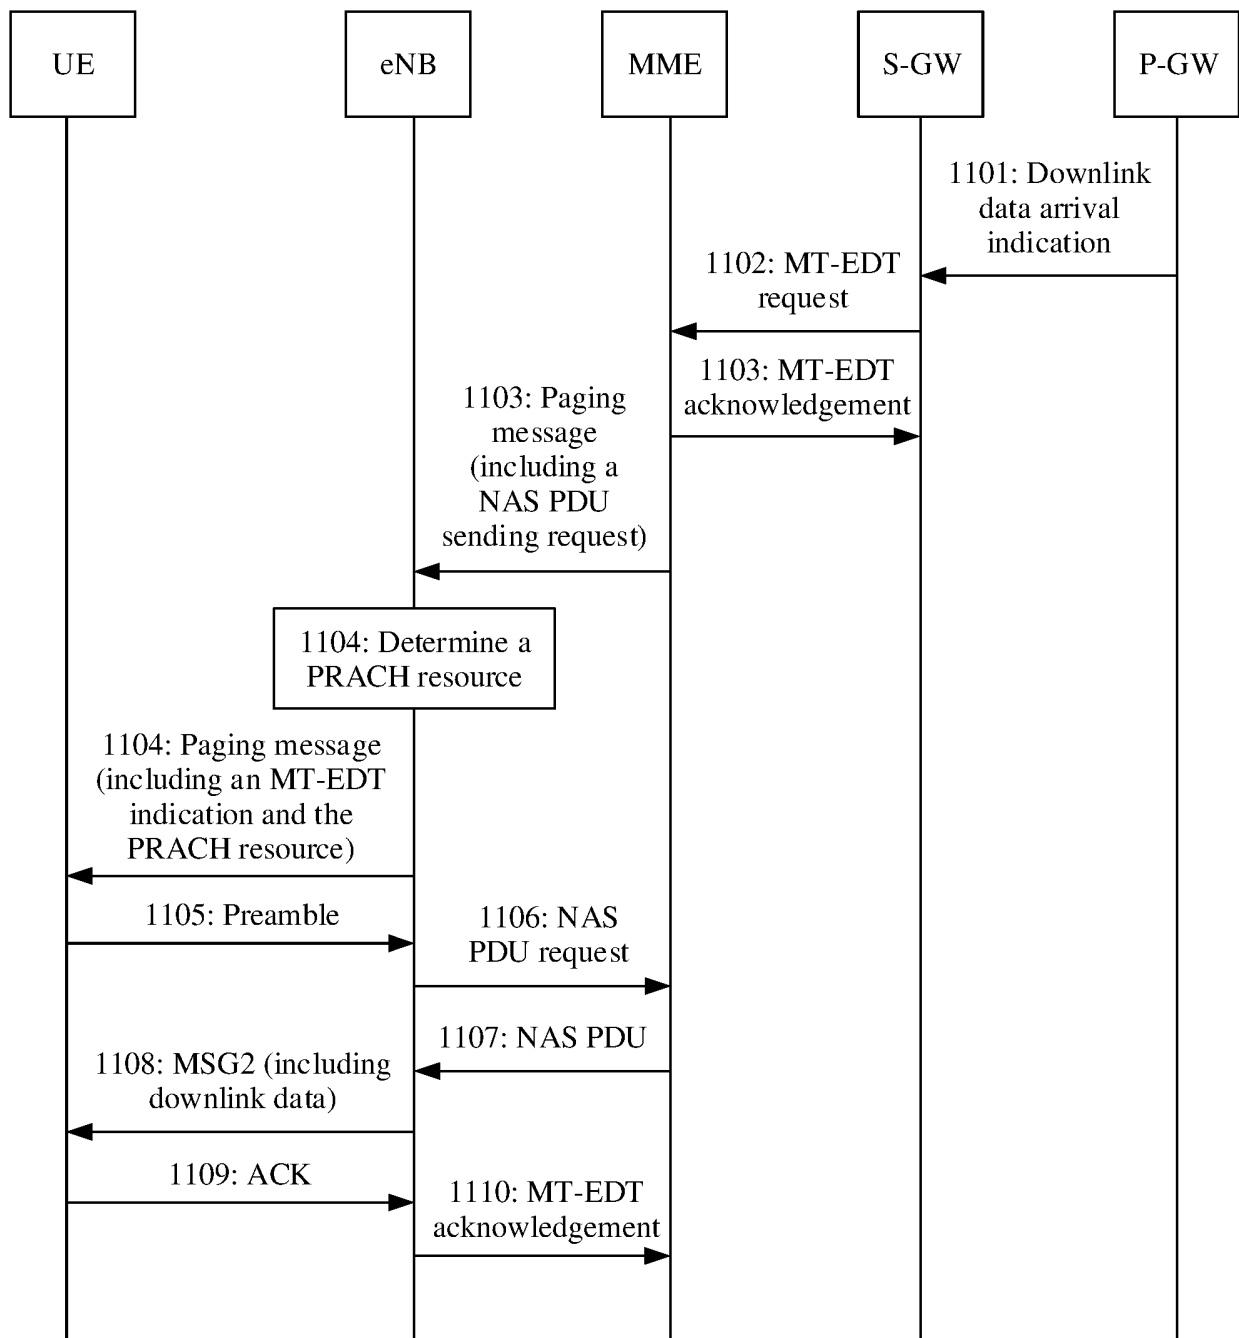 UE
eNB
MME
S-GW
P-GW
1101: Downlink
data arrival
indication
1102: MT-EDT
request
1103: MT-EDT
acknowledgement
1103: Paging
message
(including a
NAS PDU
sending request)
1104: Determine a
PRACH resource
1104: Paging message
(including an MT-EDT
indication and the
PRACH resource)
1105: Preamble
1106: NAS
PDU request
1107: NAS PDU
1108: MSG2 (including
downlink data)
1109: ACK
1110: MT-EDT
acknowledgement